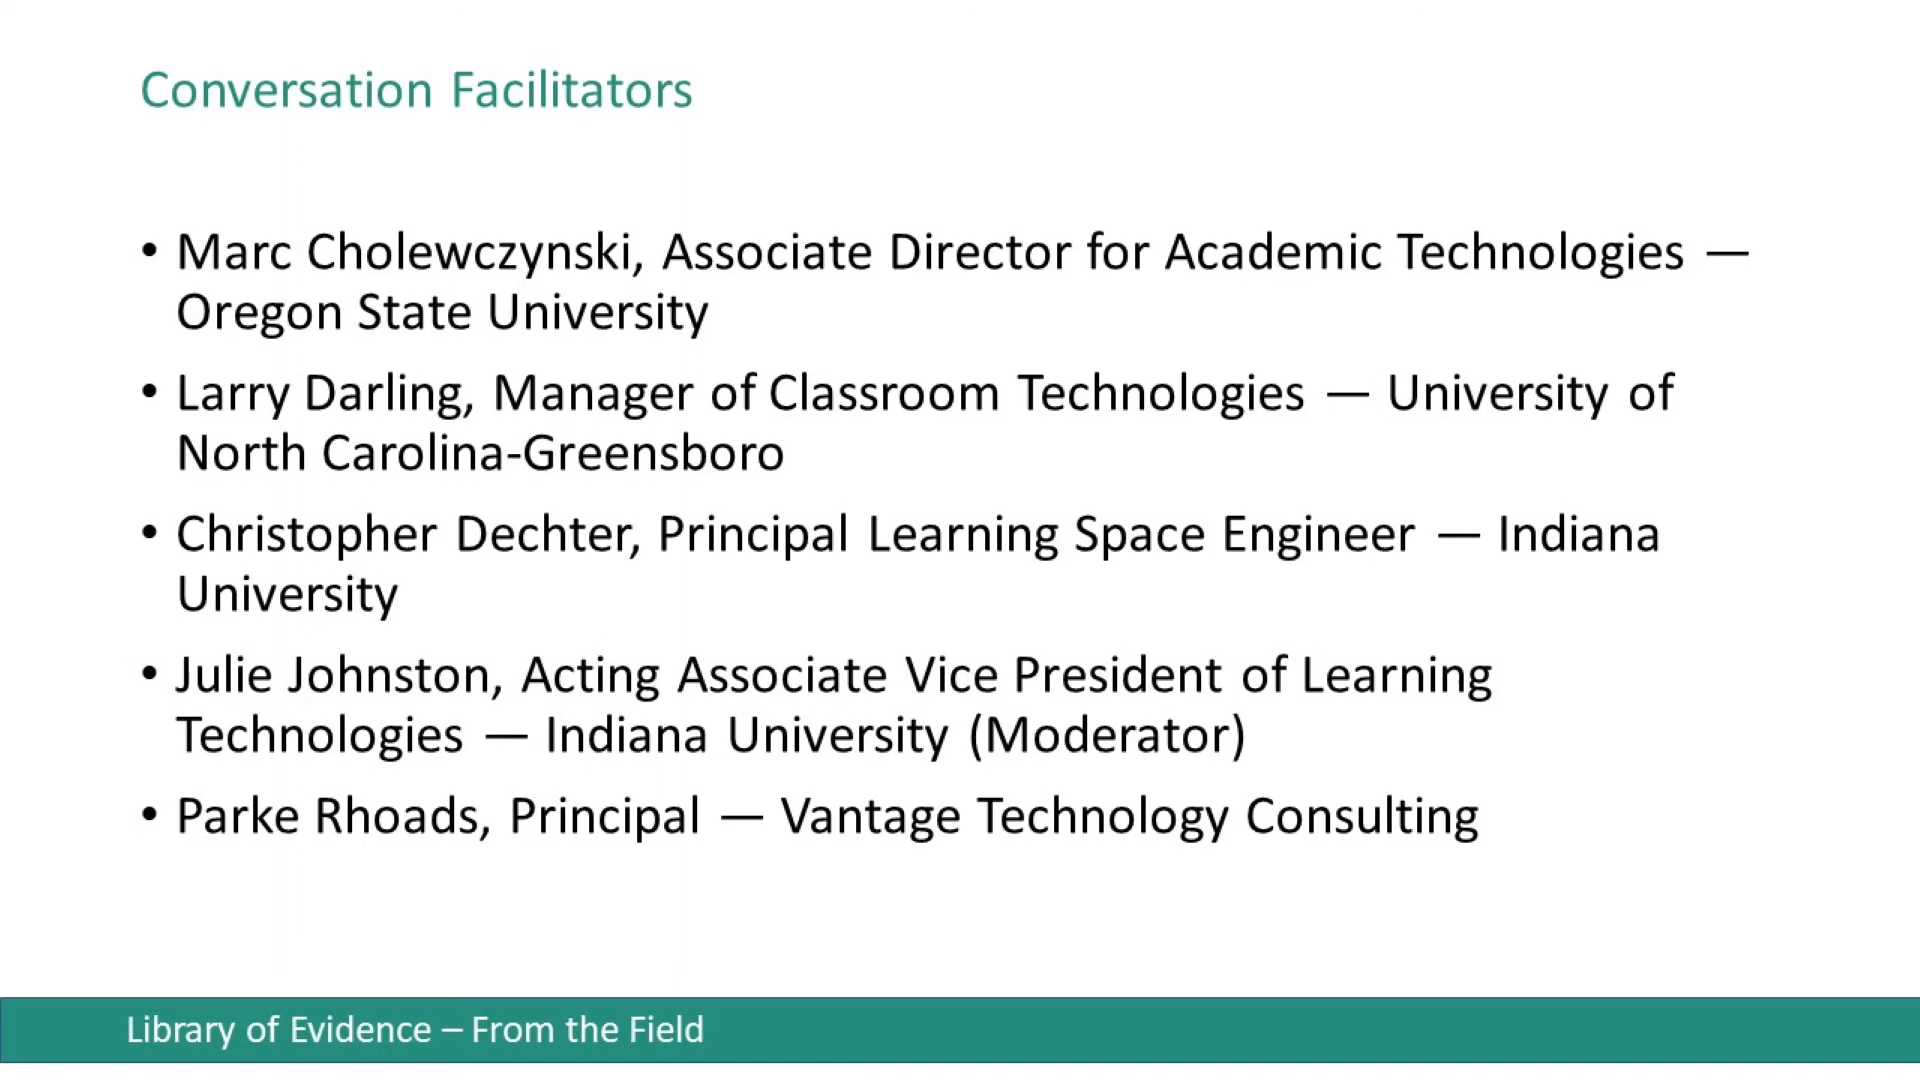 Conversation Facilitators
• Marc Cholewczynski, Associate Director for Academic Technologies —
Oregon State University
• Larry Darling, Manager of Classroom Technologies — University of
North Carolina-Greensboro
• Christopher Dechter, Principal Learning Space Engineer — Indiana
University
• Julie Johnston, Acting Associate Vice President of Learning
Technologies — Indiana University (Moderator)
• Parke Rhoads, Principal — Vantage Technology Consulting
Library of Evidence – From the Field